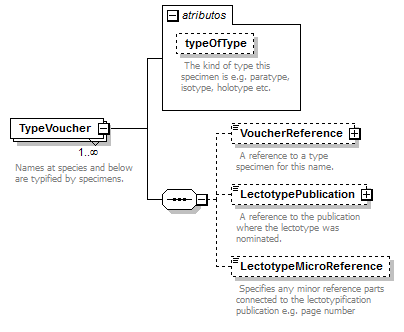 atributos
typeOfType
The kind of type this
specimen is e.g. paratype,
isotype, holotype etc.
TypeVoucher
1..∞
Names at species and below
are typified by specimens.
VoucherReference
A reference to a type
specimen for this name.
LectotypePublication
A reference to the publication
where the lectotype was
nominated.
LectotypeMicroReference
Specifies any minor reference parts
connected to the lectotypification
publication e.g. page number